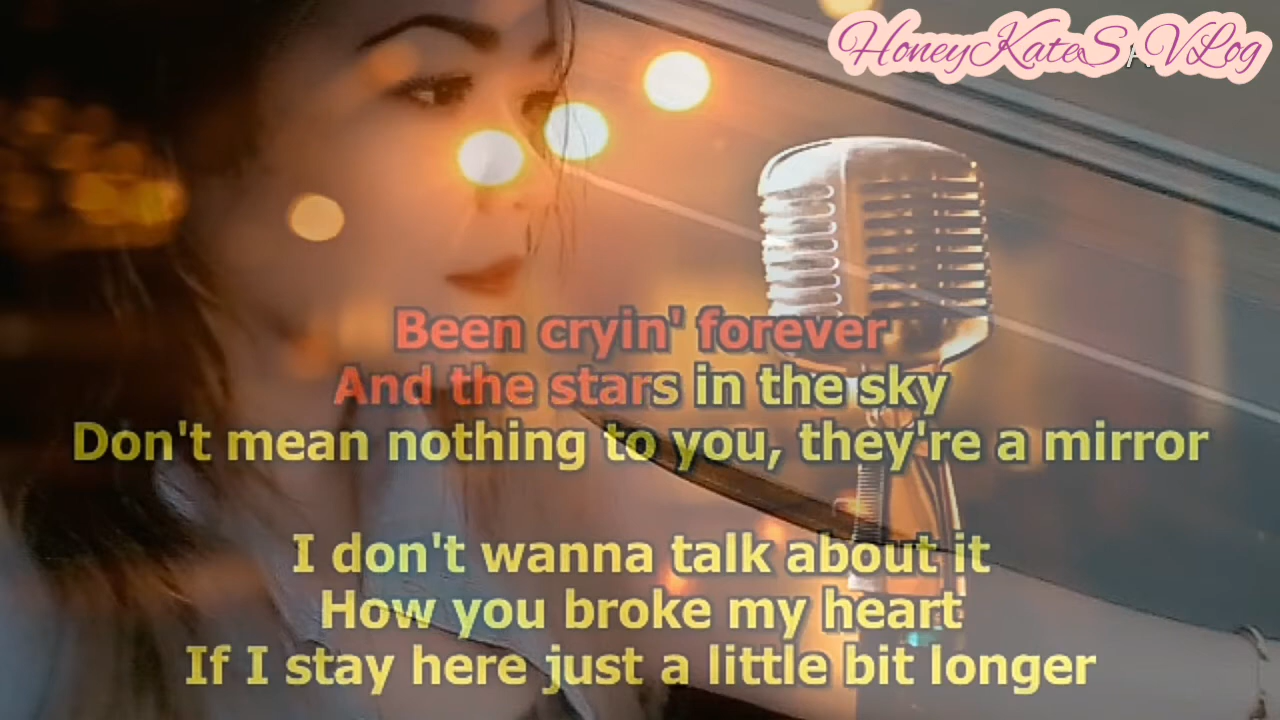 HoneyKateS VLog
Been cryin' forever
And the stars in the sky
Don't mean nothing to you, they're a mirror
I don't wanna talk about it
How you broke my heart
If I stay here just a little bit longer